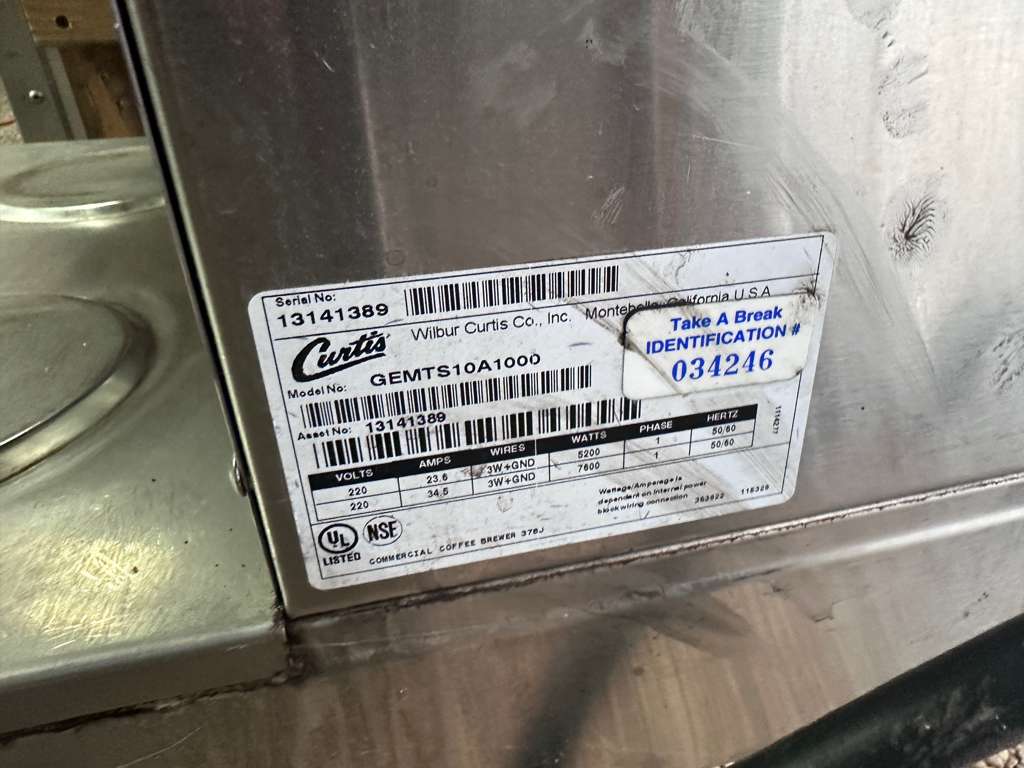 Serial No:
13141389
Curtis
Wilbur Curtis Co., Inc. Montebello, California U.S.A
Take A Break
IDENTIFICATION #
034246
Model No: GEMTS10A1000
Asset No: 13141389
VOLTS AMPS WIRES WATTS PHASE HERTZ
220 23.6 3W+GND 5200 1 50/60
220 34.5 3W+GND 7600 1 50/60
Wattage/Amperage is
dependent on internal power
block wiring connection 353622 115328
UL
LISTED
NSF
COMMERCIAL COFFEE BREWER 378J